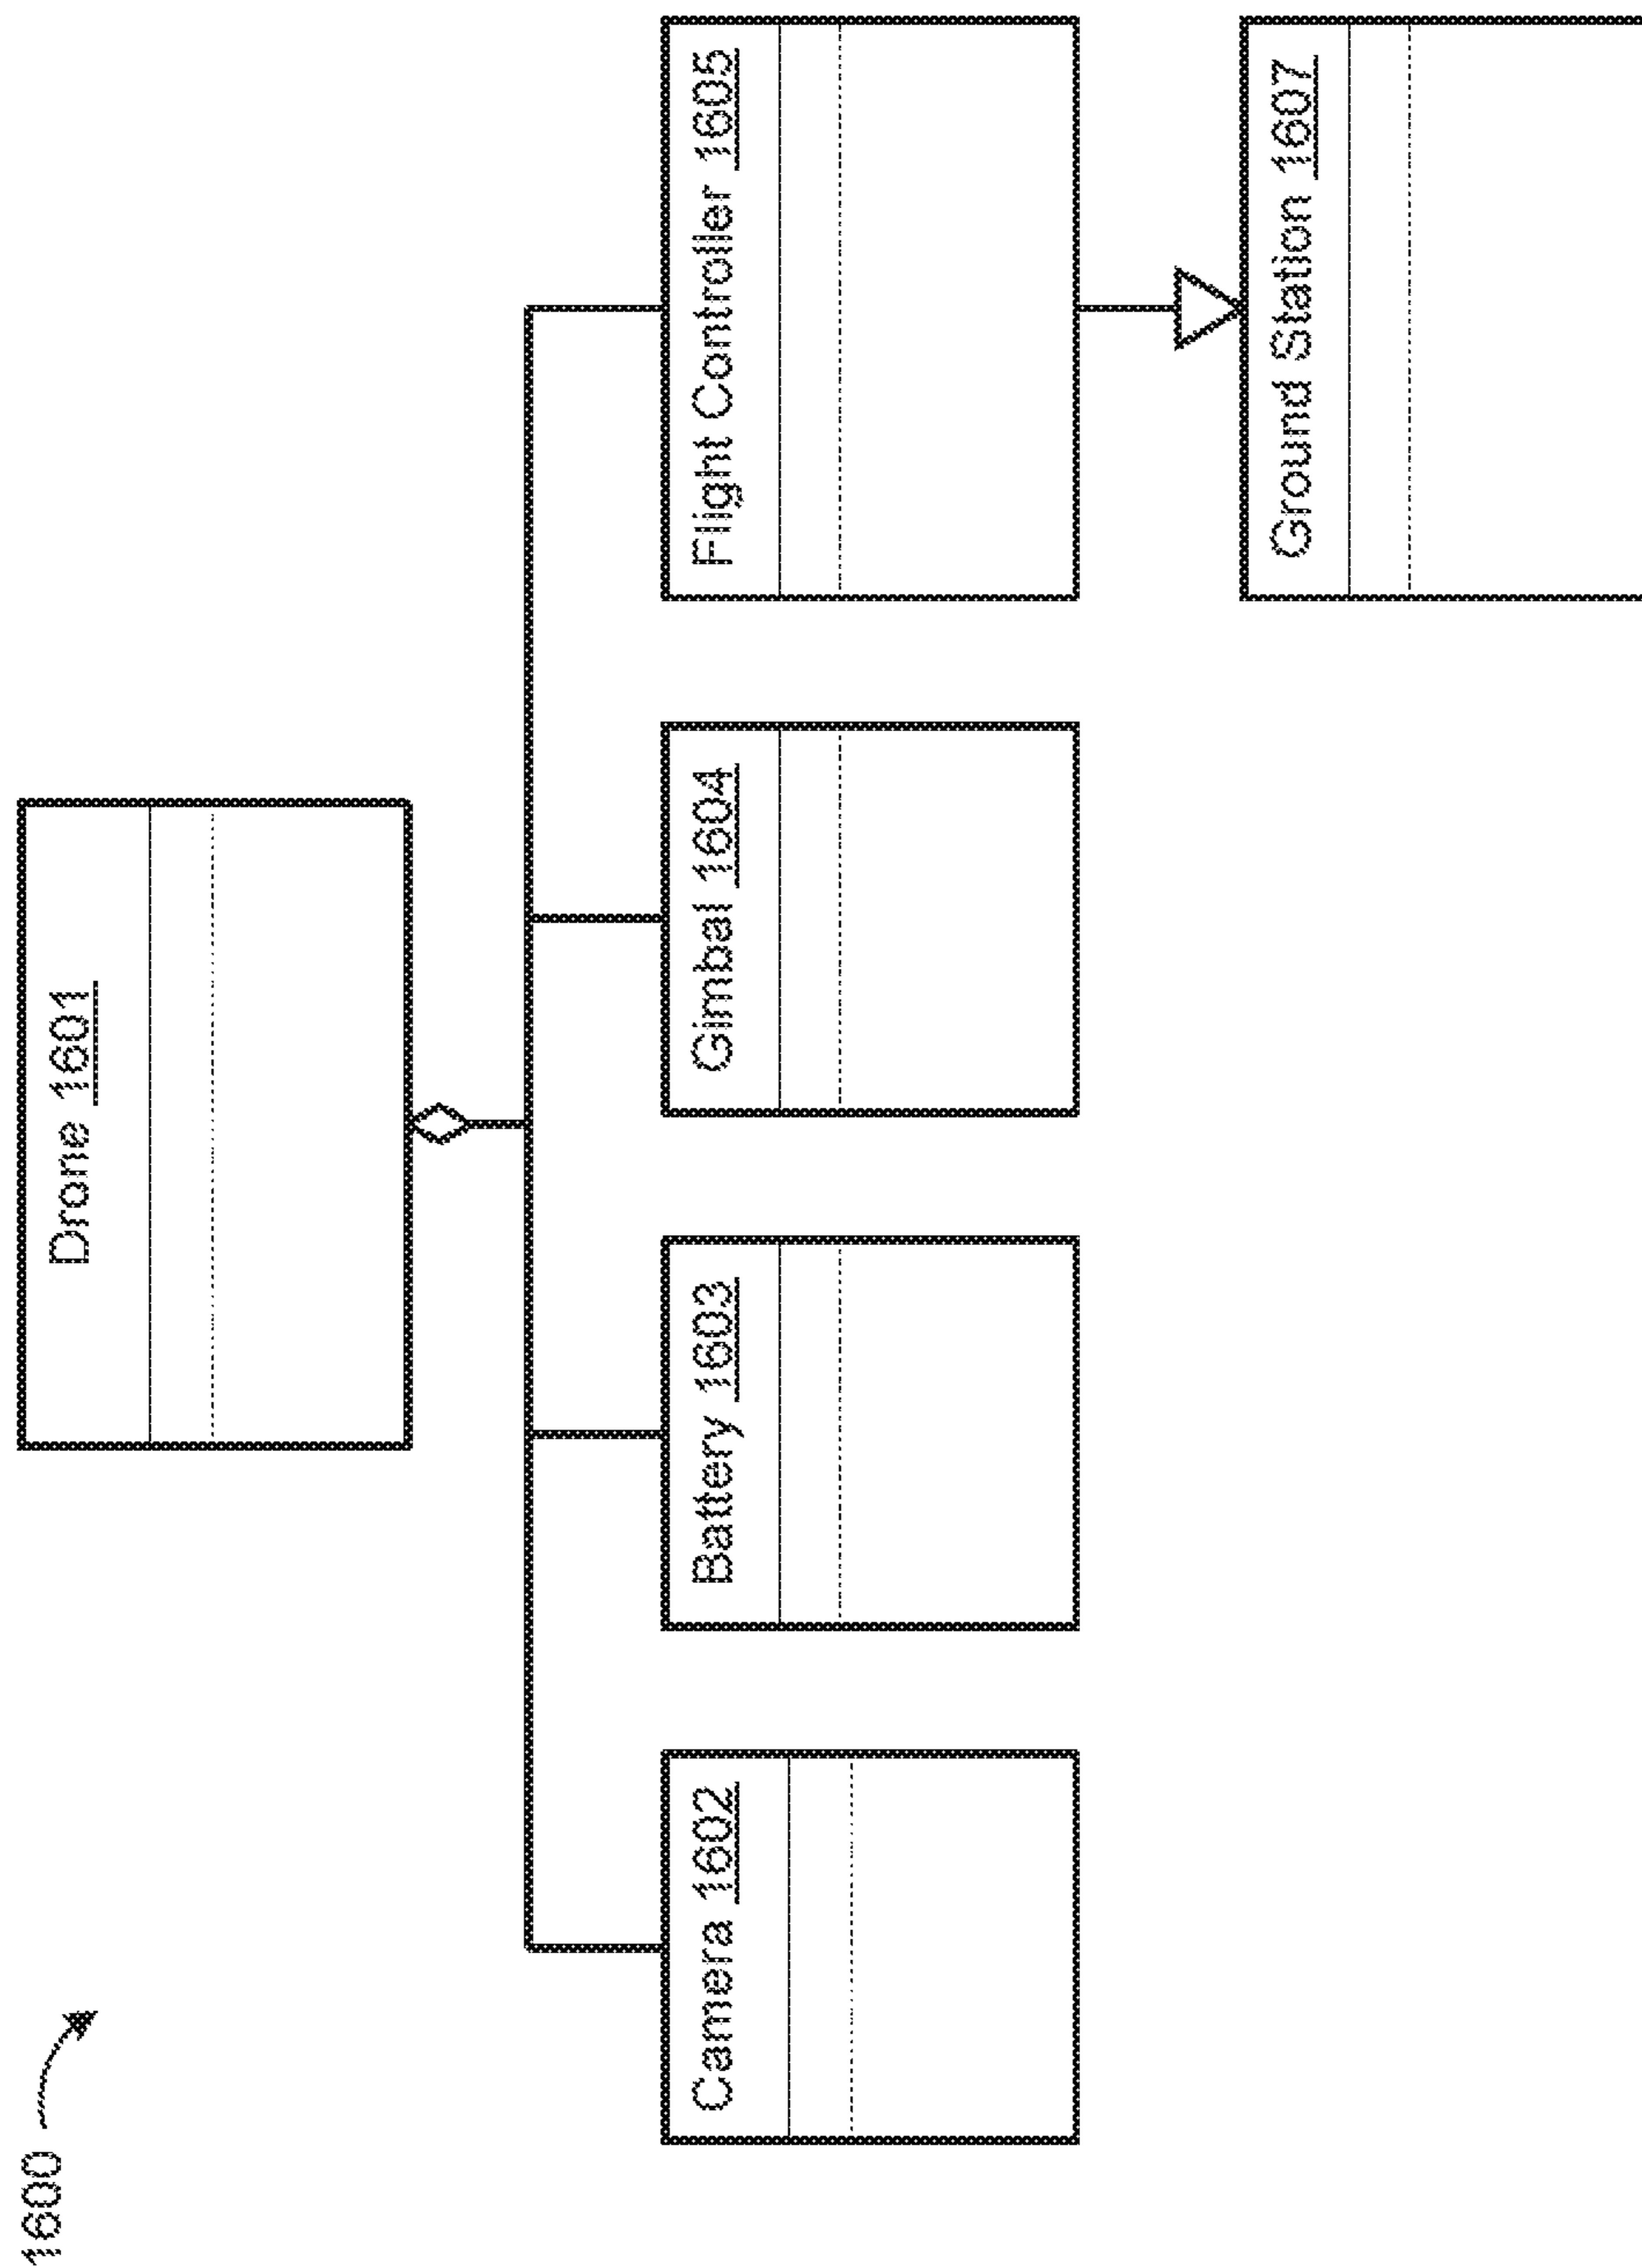 1600
Drone 1601
Camera 1602
Battery 1603
Gimbal 1604
Flight Controller 1605
Ground Station 1607